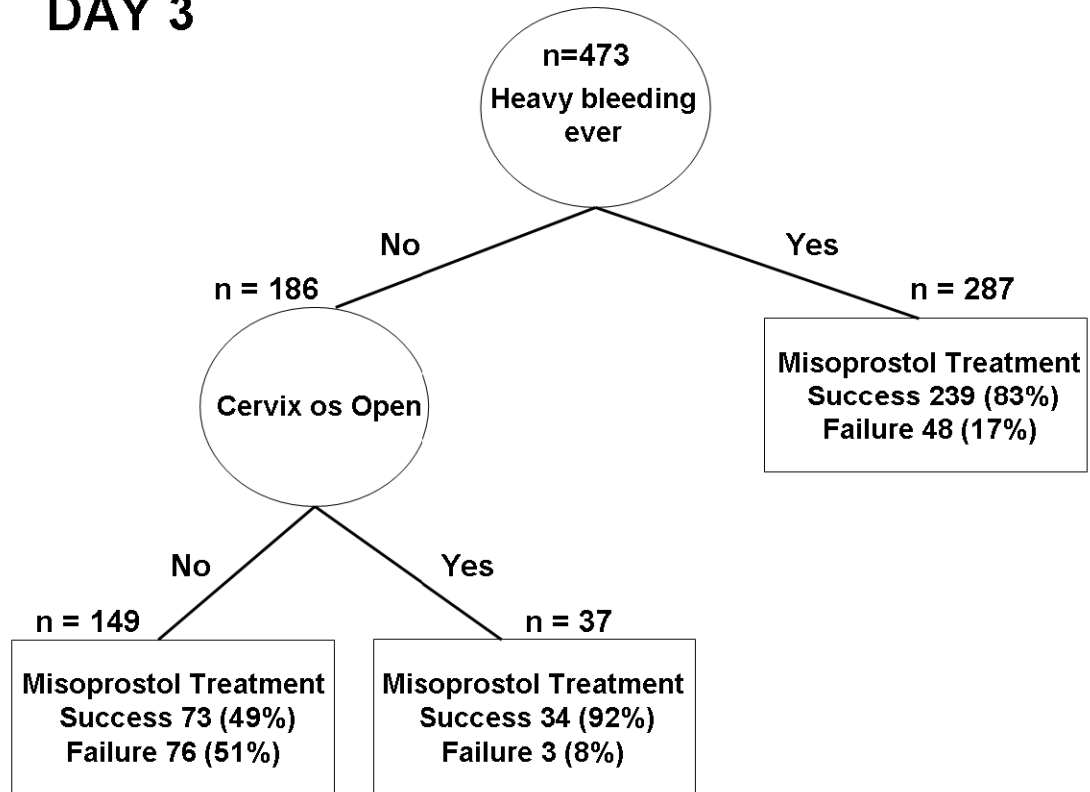 DAY 3
n=473
Heavy bleeding
ever
No
Yes
n = 186
n = 287
Cervix os Open
Misoprostol Treatment
Success 239 (83%)
Failure 48 (17%)
No
Yes
n = 149
n = 37
Misoprostol Treatment
Success 73 (49%)
Failure 76 (51%)
Misoprostol Treatment
Success 34 (92%)
Failure 3 (8%)